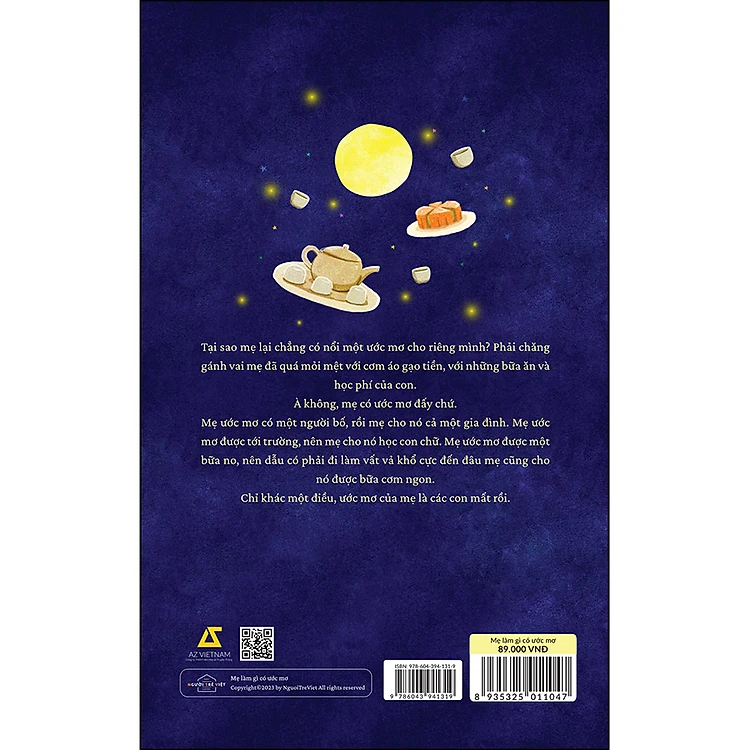 Tại sao mẹ lại chẳng có nổi một ước mơ cho riêng mình? Phải chăng
gánh vai mẹ đã quá mỏi mệt với cơm áo gạo tiền, với những bữa ăn và
học phí của con.
À không, mẹ có ước mơ đấy chứ.
Mẹ ước mơ có một người bố, rồi mẹ cho nó cả một gia đình. Mẹ ước
mơ được tới trường, nên mẹ cho nó học con chữ. Mẹ ước mơ được một
bữa no, nên dẫu có phải đi làm vất vả khổ cực đến đâu mẹ cũng cho
nó được bữa cơm ngon.
Chỉ khác một điều, ước mơ của mẹ là các con mất rồi.
AZ VIETNAM
NGƯỜI TRẺ VIỆT
Mẹ làm gì có ước mơ
Copyright©2023 by NguoiTreViet All rights reserved
ISBN: 978-604-394-131-9
9 786043 941319
Mẹ làm gì có ước mơ
89.000 VNĐ
8 935325 011047